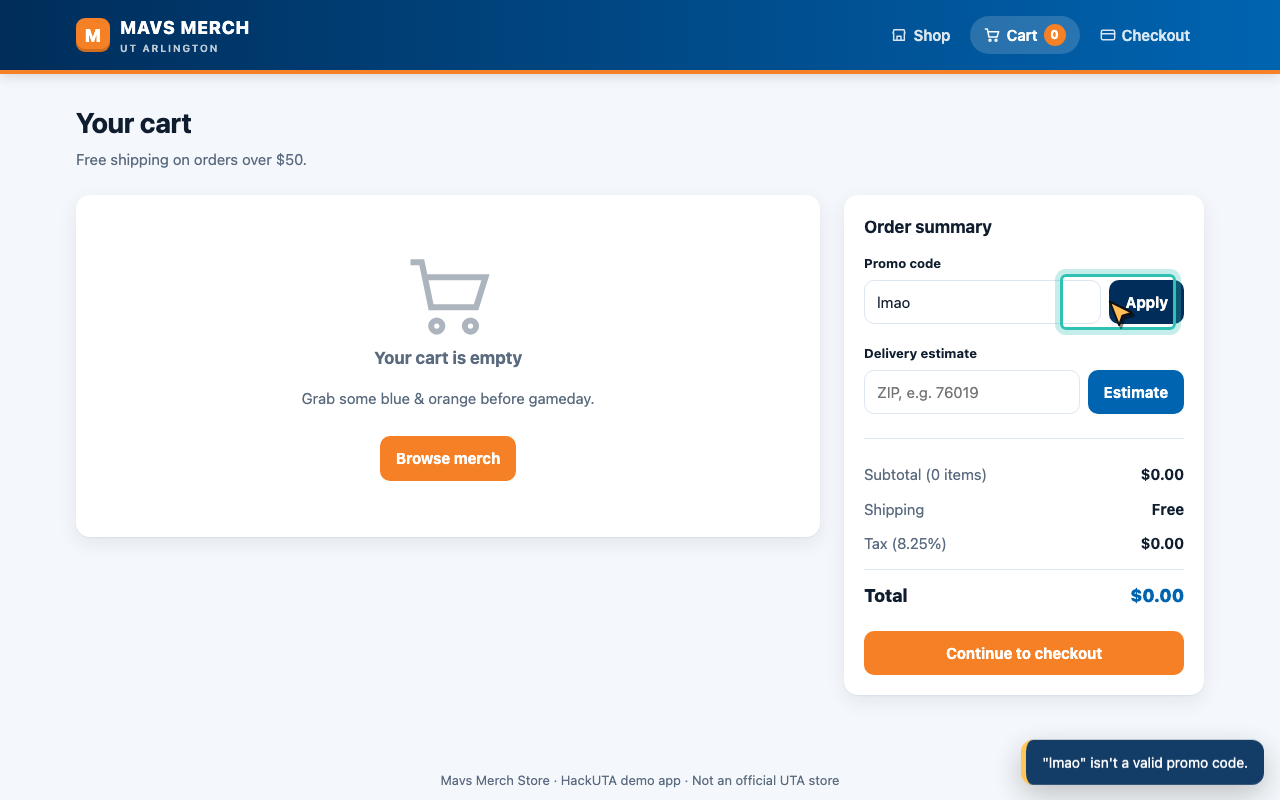 M
MAVS MERCH
UT ARLINGTON
Shop
Cart 0
Checkout
Your cart
Free shipping on orders over $50.
Your cart is empty
Grab some blue & orange before gameday.
Browse merch
Order summary
Promo code
lmao
Apply
Delivery estimate
ZIP, e.g. 76019
Estimate
Subtotal (0 items) $0.00
Shipping Free
Tax (8.25%) $0.00
Total $0.00
Continue to checkout
"lmao" isn't a valid promo code.
Mavs Merch Store · HackUTA demo app · Not an official UTA store